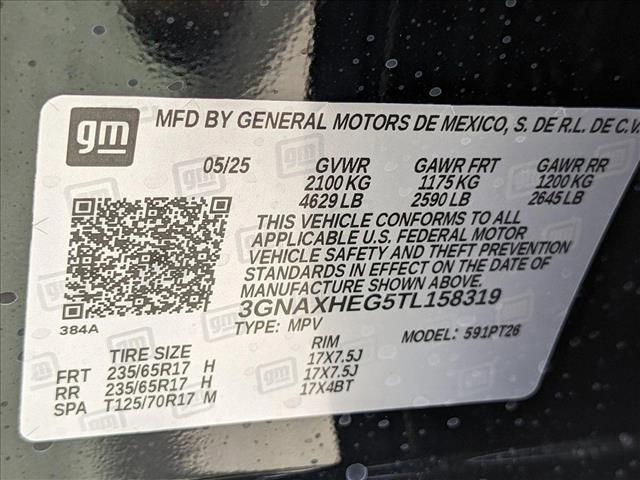 gm
MFD BY GENERAL MOTORS DE MEXICO, S. DE R.L. DE C.V.
05/25 GVWR GAWR FRT GAWR RR
2100 KG 1175 KG 1200 KG
4629 LB 2590 LB 2645 LB
THIS VEHICLE CONFORMS TO ALL
APPLICABLE U.S. FEDERAL MOTOR
VEHICLE SAFETY AND THEFT PREVENTION
STANDARDS IN EFFECT ON THE DATE OF
MANUFACTURE SHOWN ABOVE.
3GNAXHEG5TL158319
384A
TYPE: MPV MODEL: 591PT26
TIRE SIZE RIM
FRT 235/65R17 H 17X7.5J
RR 235/65R17 H 17X7.5J
SPA T125/70R17 M 17X4BT